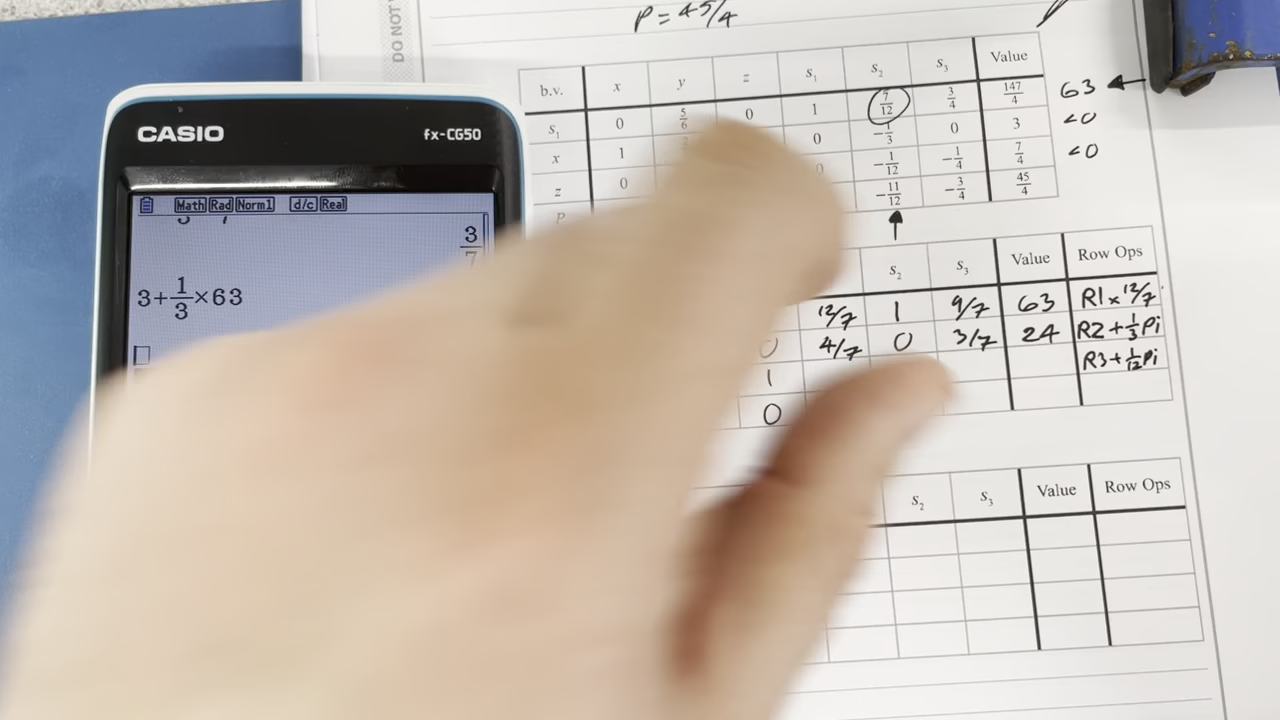 P = 45/4
DO NOT
b.v. x y z s₁ s₂ s₃ Value
s₁ 0 5/6 0 1 7/12 3/4 147/4 63 ←
x 1 0 -1/3 0 3 <0
z 0 0 -1/12 -1/4 7/4 <0
P -11/12 -3/4 45/4
CASIO fx-CG50
Math Rad Norm1 d/c Real
3/7
3+1/3×63
s₂ s₃ Value Row Ops
12/7 1 9/7 63 R1 × 12/7
0 4/7 0 3/7 24 R2 + 1/3 Pi
1 R3 + 1/12 Pi
0
s₂ s₃ Value Row Ops